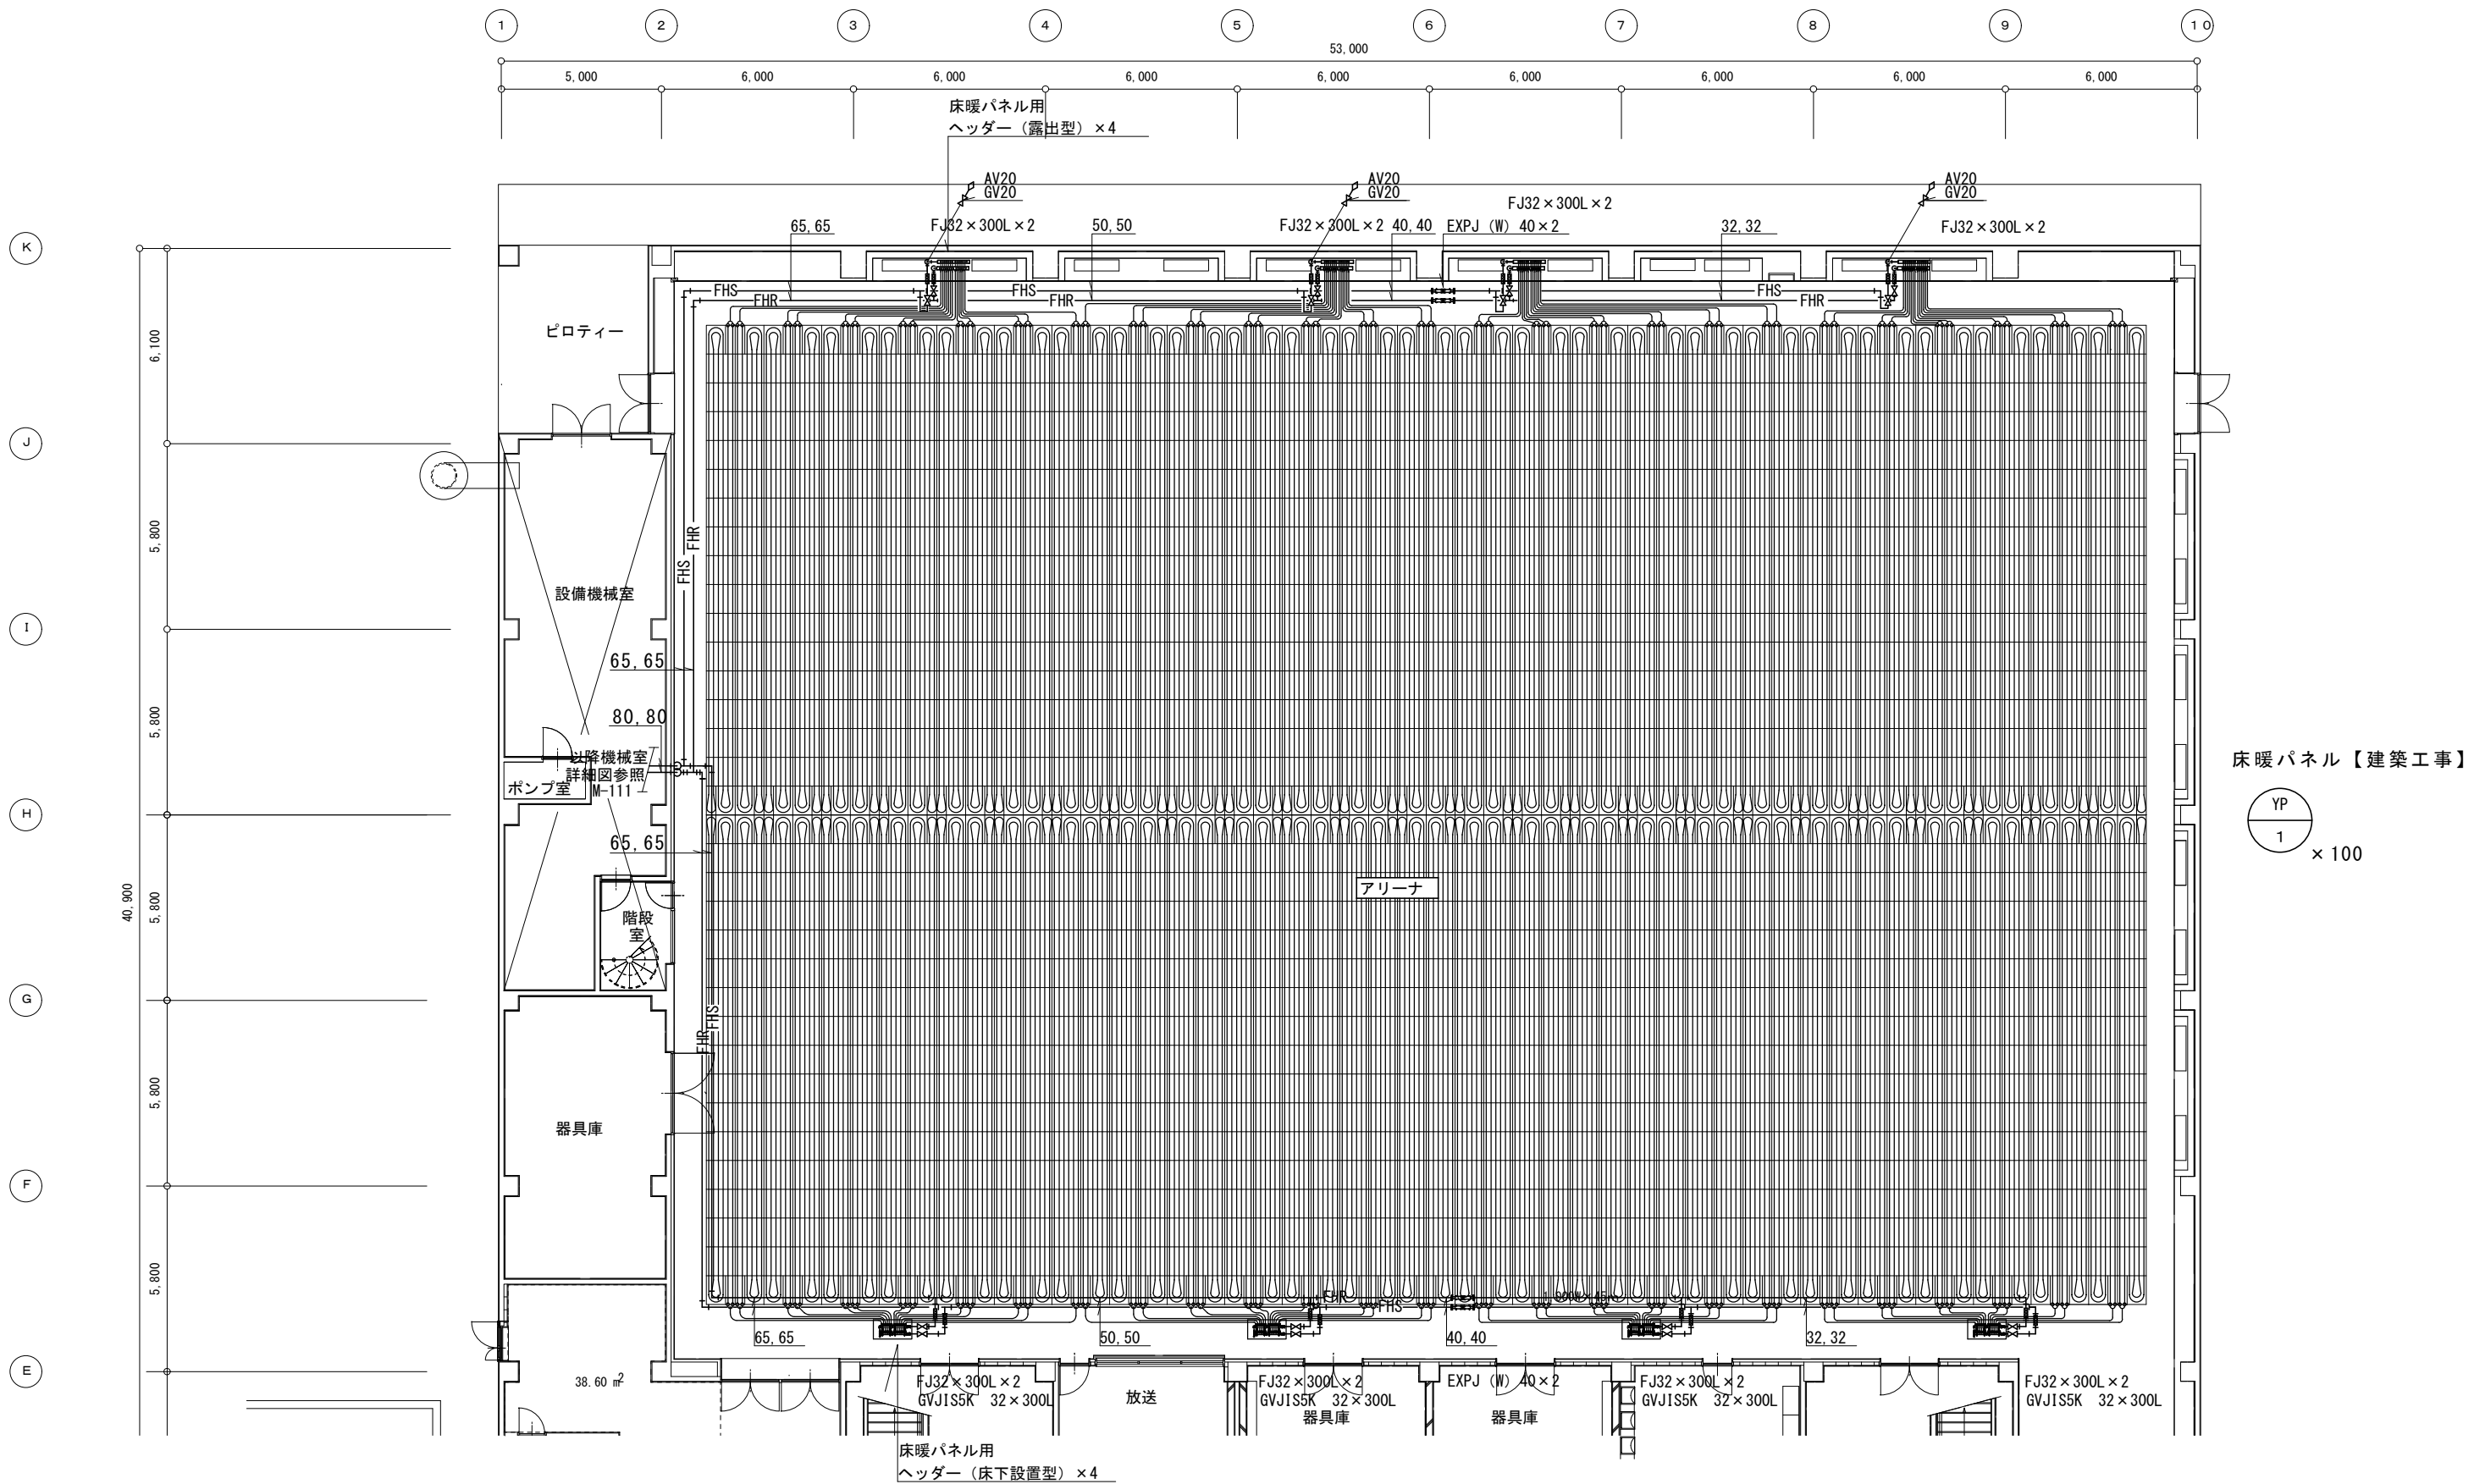 1 2 3 4 5 6 7 8 9 10
53,000
5,000 6,000 6,000 6,000 6,000 6,000 6,000 6,000 6,000
床暖パネル用
ヘッダー（露出型）×4
AV20
GV20
AV20
GV20
AV20
GV20
FJ32×300L×2
65,65
FJ32×300L×2
50,50
FJ32×300L×2
40,40
EXPJ (W) 40×2
32,32
FJ32×300L×2
K
FHS
FHR
FHS
FHR
FHS
FHR
ピロティー
6,100
J
5,800
FHR
FHS
設備機械室
I
65,65
5,800
80,80
以降機械室
詳細図参照
M-111
ポンプ室
床暖パネル【建築工事】
YP
1
×100
H
65,65
アリーナ
40,900
5,800
階段
室
G
FHS
FHR
5,800
器具庫
F
5,800
FHR
FHS
65,65
50,50
40,40
32,32
E
38.60 m2
FJ32×300L×2
GVJIS5K 32×300L
放送
FJ32×300L×2
GVJIS5K 32×300L
器具庫
EXPJ (W) 40×2
器具庫
FJ32×300L×2
GVJIS5K 32×300L
FJ32×300L×2
GVJIS5K 32×300L
床暖パネル用
ヘッダー（床下設置型）×4